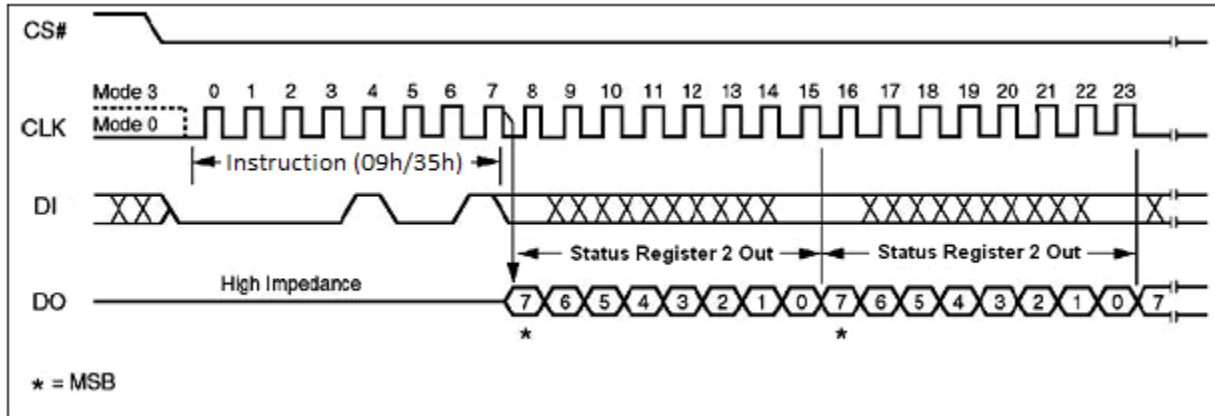 CS#
Mode 3 0 1 2 3 4 5 6 7 8 9 10 11 12 13 14 15 16 17 18 19 20 21 22 23
CLK Mode 0
Instruction (09h/35h)
DI
Status Register 2 Out Status Register 2 Out
High Impedance
DO 7 6 5 4 3 2 1 0 7 6 5 4 3 2 1 0 7
* *
* = MSB